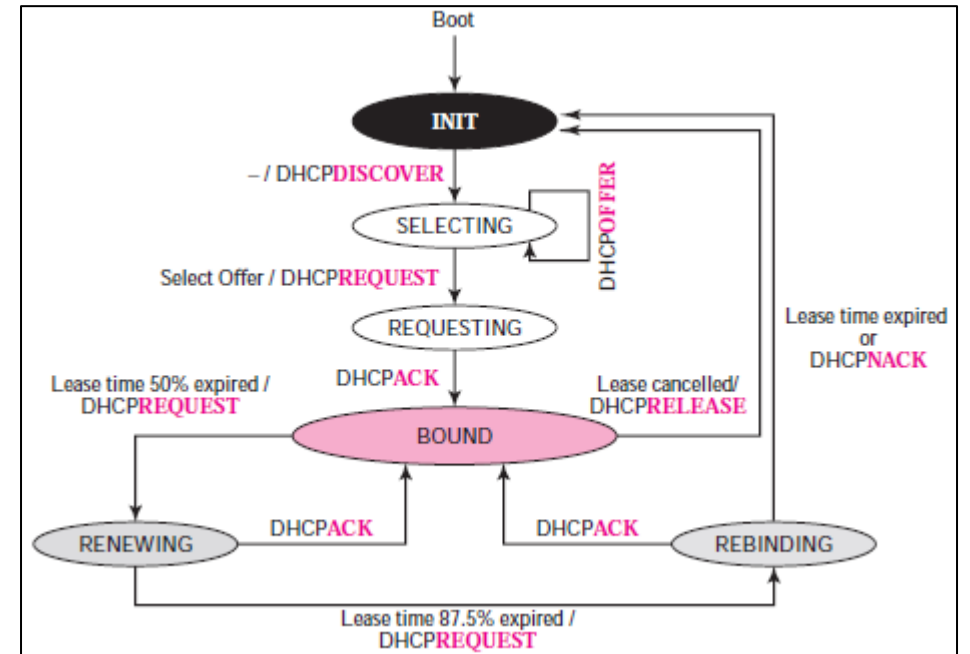 Boot
INIT
– / DHCPDISCOVER
SELECTING
DHCPOFFER
Select Offer / DHCPREQUEST
REQUESTING
Lease time expired
or
DHCPNACK
DHCPACK
Lease time 50% expired /
DHCPREQUEST
Lease cancelled/
DHCPRELEASE
BOUND
RENEWING
DHCPACK
DHCPACK
REBINDING
Lease time 87.5% expired /
DHCPREQUEST